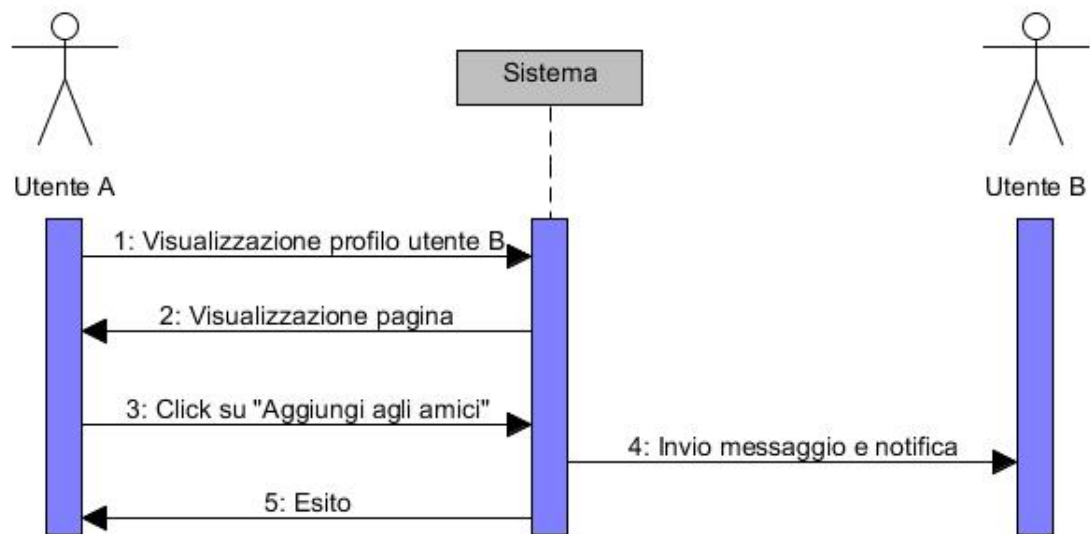 Sistema
Utente A
Utente B
1: Visualizzazione profilo utente B
2: Visualizzazione pagina
3: Click su "Aggiungi agli amici"
4: Invio messaggio e notifica
5: Esito